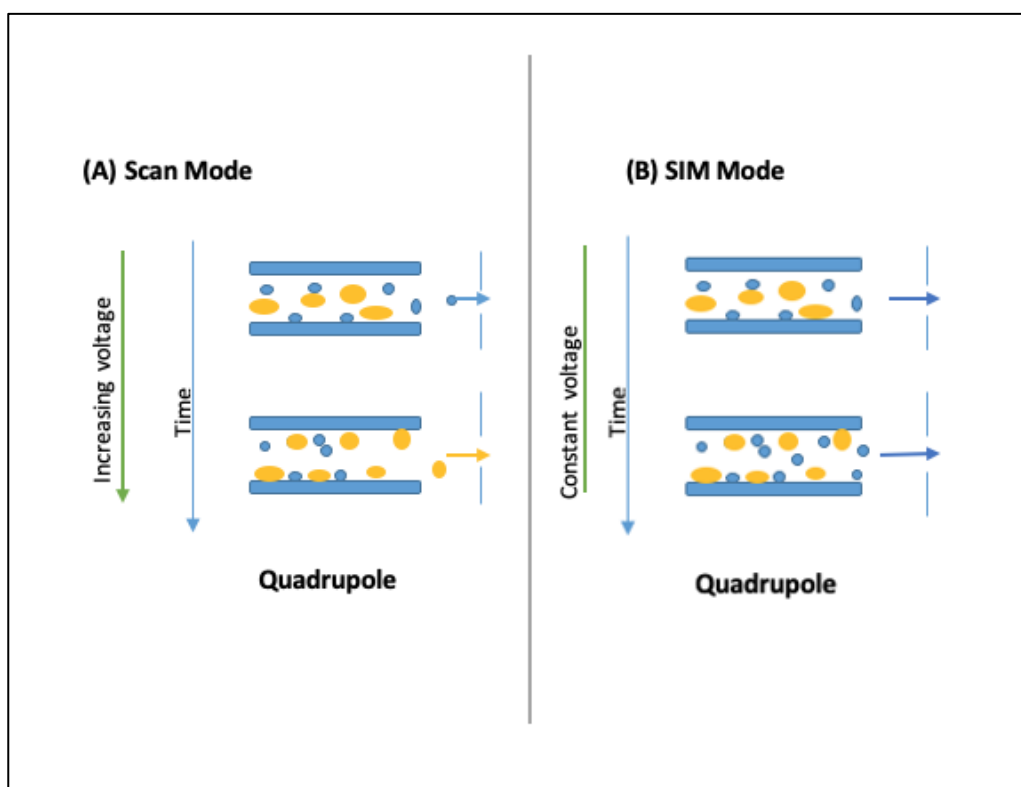 (A) Scan Mode
Increasing voltage
Time
Quadrupole
(B) SIM Mode
Constant voltage
Time
Quadrupole